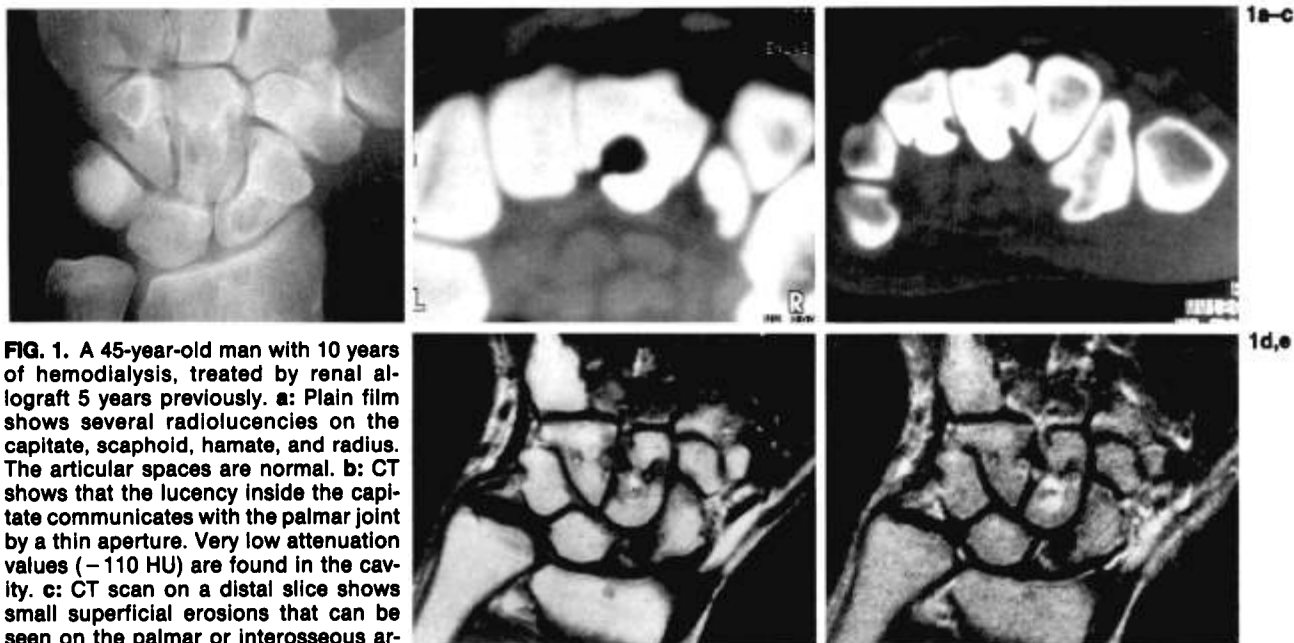 1a–c
L
R
1d,e
FIG. 1. A 45-year-old man with 10 years
of hemodialysis, treated by renal al-
lograft 5 years previously. a: Plain film
shows several radiolucencies on the
capitate, scaphoid, hamate, and radius.
The articular spaces are normal. b: CT
shows that the lucency inside the capi-
tate communicates with the palmar joint
by a thin aperture. Very low attenuation
values (−110 HU) are found in the cav-
ity. c: CT scan on a distal slice shows
small superficial erosions that can be
seen on the palmar or interosseous ar-